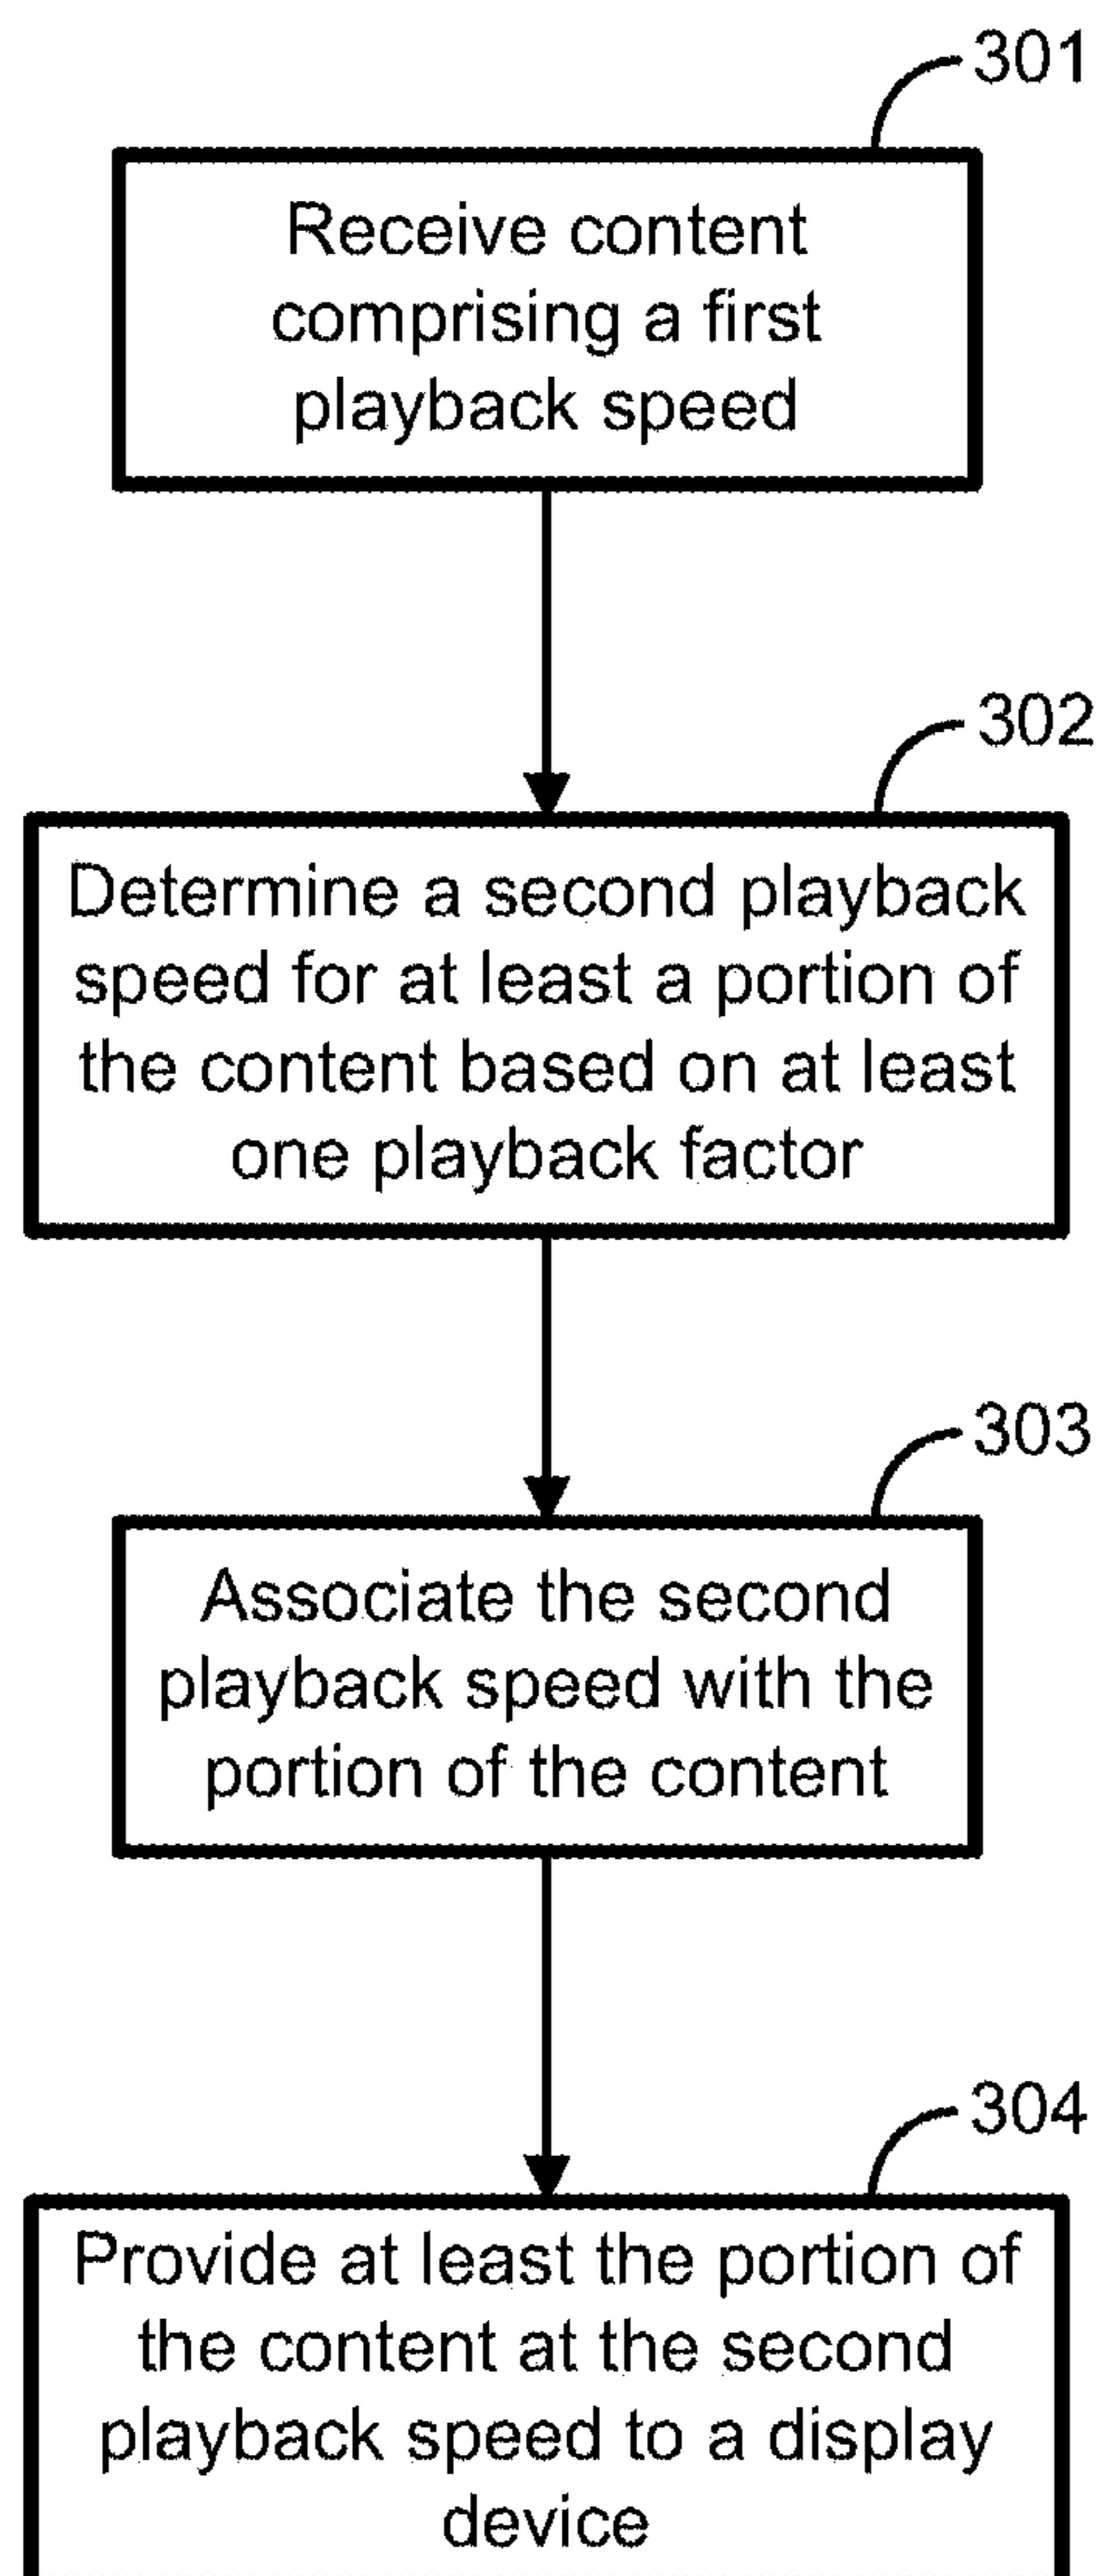 301
Receive content
comprising a first
playback speed
302
Determine a second playback
speed for at least a portion of
the content based on at least
one playback factor
303
Associate the second
playback speed with the
portion of the content
304
Provide at least the portion of
the content at the second
playback speed to a display
device